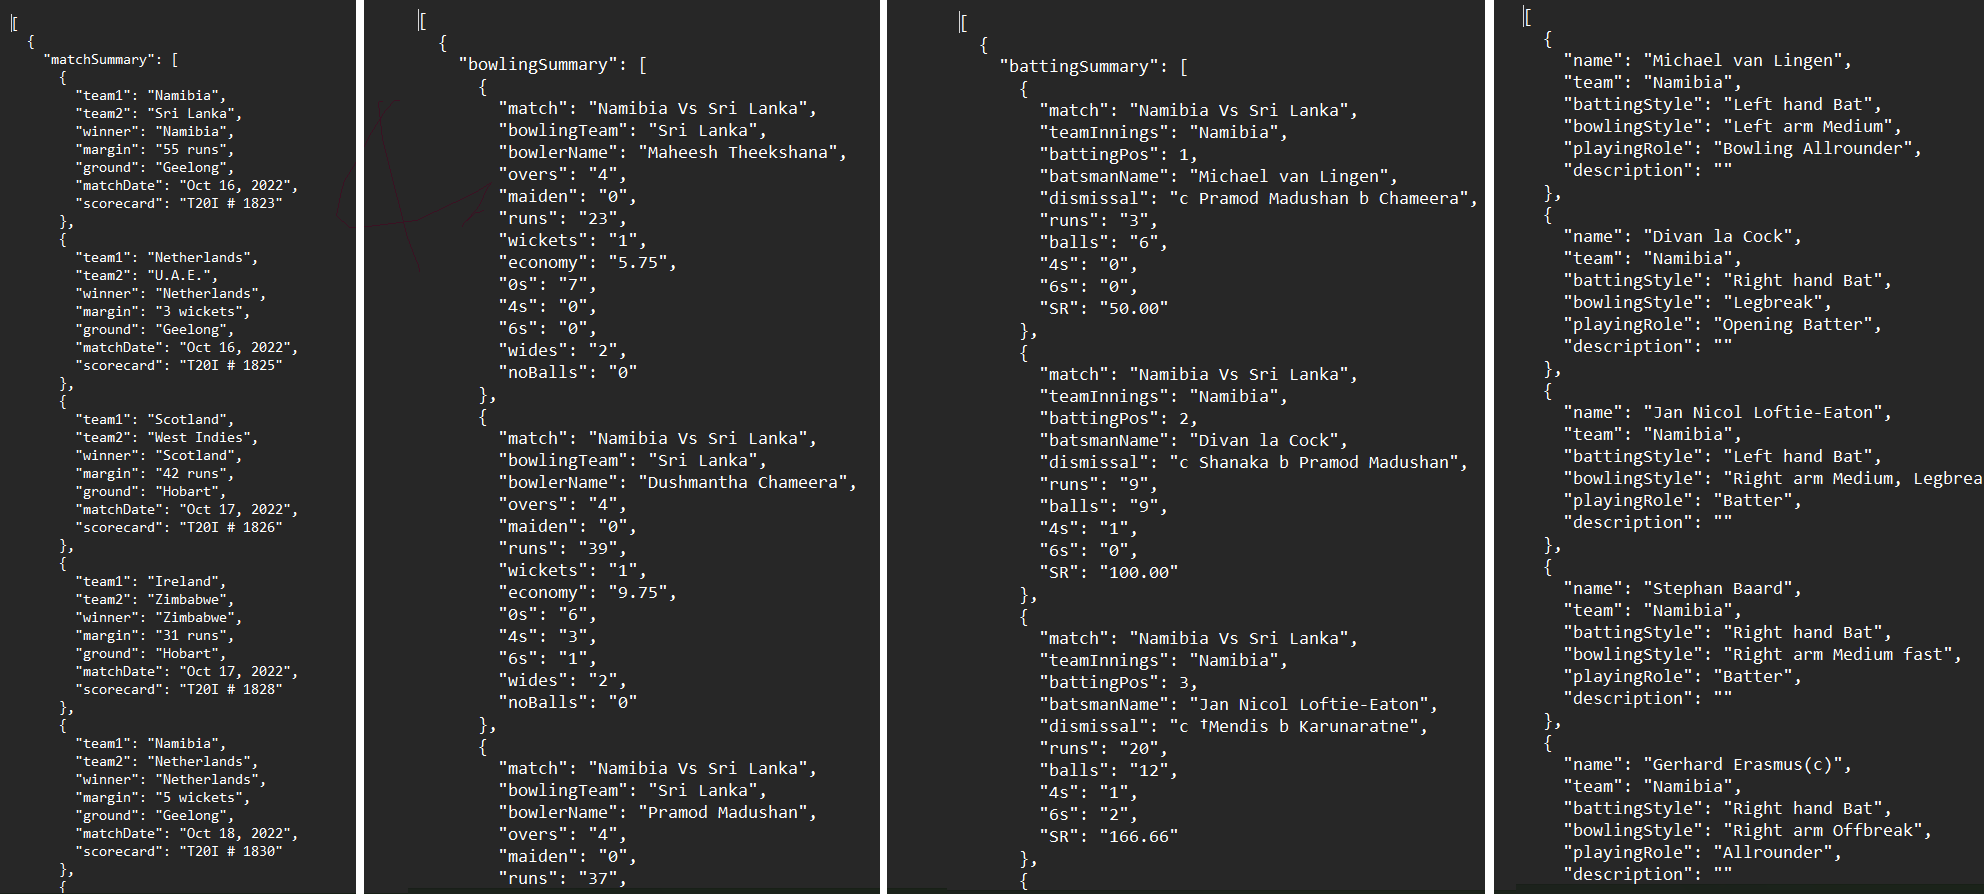 [
{
"matchSummary": [
{
"team1": "Namibia",
"team2": "Sri Lanka",
"winner": "Namibia",
"margin": "55 runs",
"ground": "Geelong",
"matchDate": "Oct 16, 2022",
"scorecard": "T20I # 1823"
},
{
"team1": "Netherlands",
"team2": "U.A.E.",
"winner": "Netherlands",
"margin": "3 wickets",
"ground": "Geelong",
"matchDate": "Oct 16, 2022",
"scorecard": "T20I # 1825"
},
{
"team1": "Scotland",
"team2": "West Indies",
"winner": "Scotland",
"margin": "42 runs",
"ground": "Hobart",
"matchDate": "Oct 17, 2022",
"scorecard": "T20I # 1826"
},
{
"team1": "Ireland",
"team2": "Zimbabwe",
"winner": "Zimbabwe",
"margin": "31 runs",
"ground": "Hobart",
"matchDate": "Oct 17, 2022",
"scorecard": "T20I # 1828"
},
{
"team1": "Namibia",
"team2": "Netherlands",
"winner": "Netherlands",
"margin": "5 wickets",
"ground": "Geelong",
"matchDate": "Oct 18, 2022",
"scorecard": "T20I # 1830"
},
{
[
{
"bowlingSummary": [
{
"match": "Namibia Vs Sri Lanka",
"bowlingTeam": "Sri Lanka",
"bowlerName": "Maheesh Theekshana",
"overs": "4",
"maiden": "0",
"runs": "23",
"wickets": "1",
"economy": "5.75",
"0s": "7",
"4s": "0",
"6s": "0",
"wides": "2",
"noBalls": "0"
},
{
"match": "Namibia Vs Sri Lanka",
"bowlingTeam": "Sri Lanka",
"bowlerName": "Dushmantha Chameera",
"overs": "4",
"maiden": "0",
"runs": "39",
"wickets": "1",
"economy": "9.75",
"0s": "6",
"4s": "3",
"6s": "1",
"wides": "2",
"noBalls": "0"
},
{
"match": "Namibia Vs Sri Lanka",
"bowlingTeam": "Sri Lanka",
"bowlerName": "Pramod Madushan",
"overs": "4",
"maiden": "0",
"runs": "37",
[
{
"battingSummary": [
{
"match": "Namibia Vs Sri Lanka",
"teamInnings": "Namibia",
"battingPos": 1,
"batsmanName": "Michael van Lingen",
"dismissal": "c Pramod Madushan b Chameera",
"runs": "3",
"balls": "6",
"4s": "0",
"6s": "0",
"SR": "50.00"
},
{
"match": "Namibia Vs Sri Lanka",
"teamInnings": "Namibia",
"battingPos": 2,
"batsmanName": "Divan la Cock",
"dismissal": "c Shanaka b Pramod Madushan",
"runs": "9",
"balls": "9",
"4s": "1",
"6s": "0",
"SR": "100.00"
},
{
"match": "Namibia Vs Sri Lanka",
"teamInnings": "Namibia",
"battingPos": 3,
"batsmanName": "Jan Nicol Loftie-Eaton",
"dismissal": "c †Mendis b Karunaratne",
"runs": "20",
"balls": "12",
"4s": "1",
"6s": "2",
"SR": "166.66"
},
{
[
{
"name": "Michael van Lingen",
"team": "Namibia",
"battingStyle": "Left hand Bat",
"bowlingStyle": "Left arm Medium",
"playingRole": "Bowling Allrounder",
"description": ""
},
{
"name": "Divan la Cock",
"team": "Namibia",
"battingStyle": "Right hand Bat",
"bowlingStyle": "Legbreak",
"playingRole": "Opening Batter",
"description": ""
},
{
"name": "Jan Nicol Loftie-Eaton",
"team": "Namibia",
"battingStyle": "Left hand Bat",
"bowlingStyle": "Right arm Medium, Legbrea
"playingRole": "Batter",
"description": ""
},
{
"name": "Stephan Baard",
"team": "Namibia",
"battingStyle": "Right hand Bat",
"bowlingStyle": "Right arm Medium fast",
"playingRole": "Batter",
"description": ""
},
{
"name": "Gerhard Erasmus(c)",
"team": "Namibia",
"battingStyle": "Right hand Bat",
"bowlingStyle": "Right arm Offbreak",
"playingRole": "Allrounder",
"description": ""